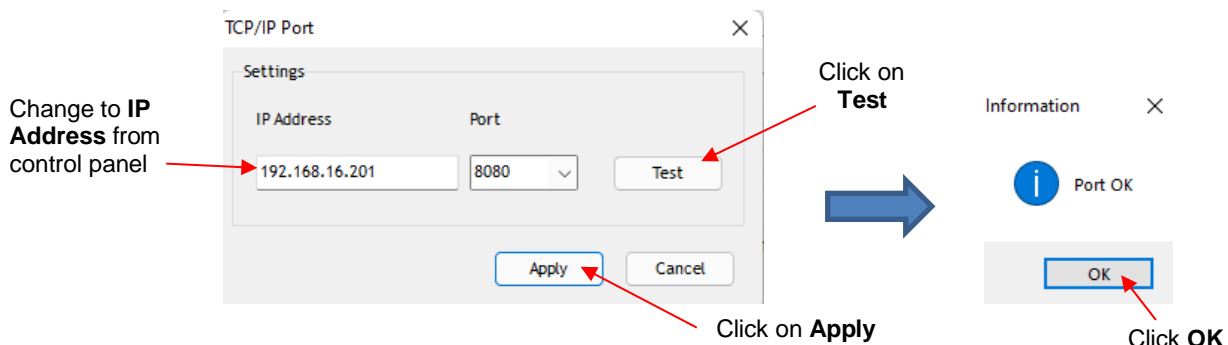 TCP/IP Port
Settings
Change to IP
Address from
control panel
IP Address
Port
192.168.16.201
8080
Test
Apply
Cancel
Click on Apply
Click on
Test
Information
Port OK
OK
Click OK